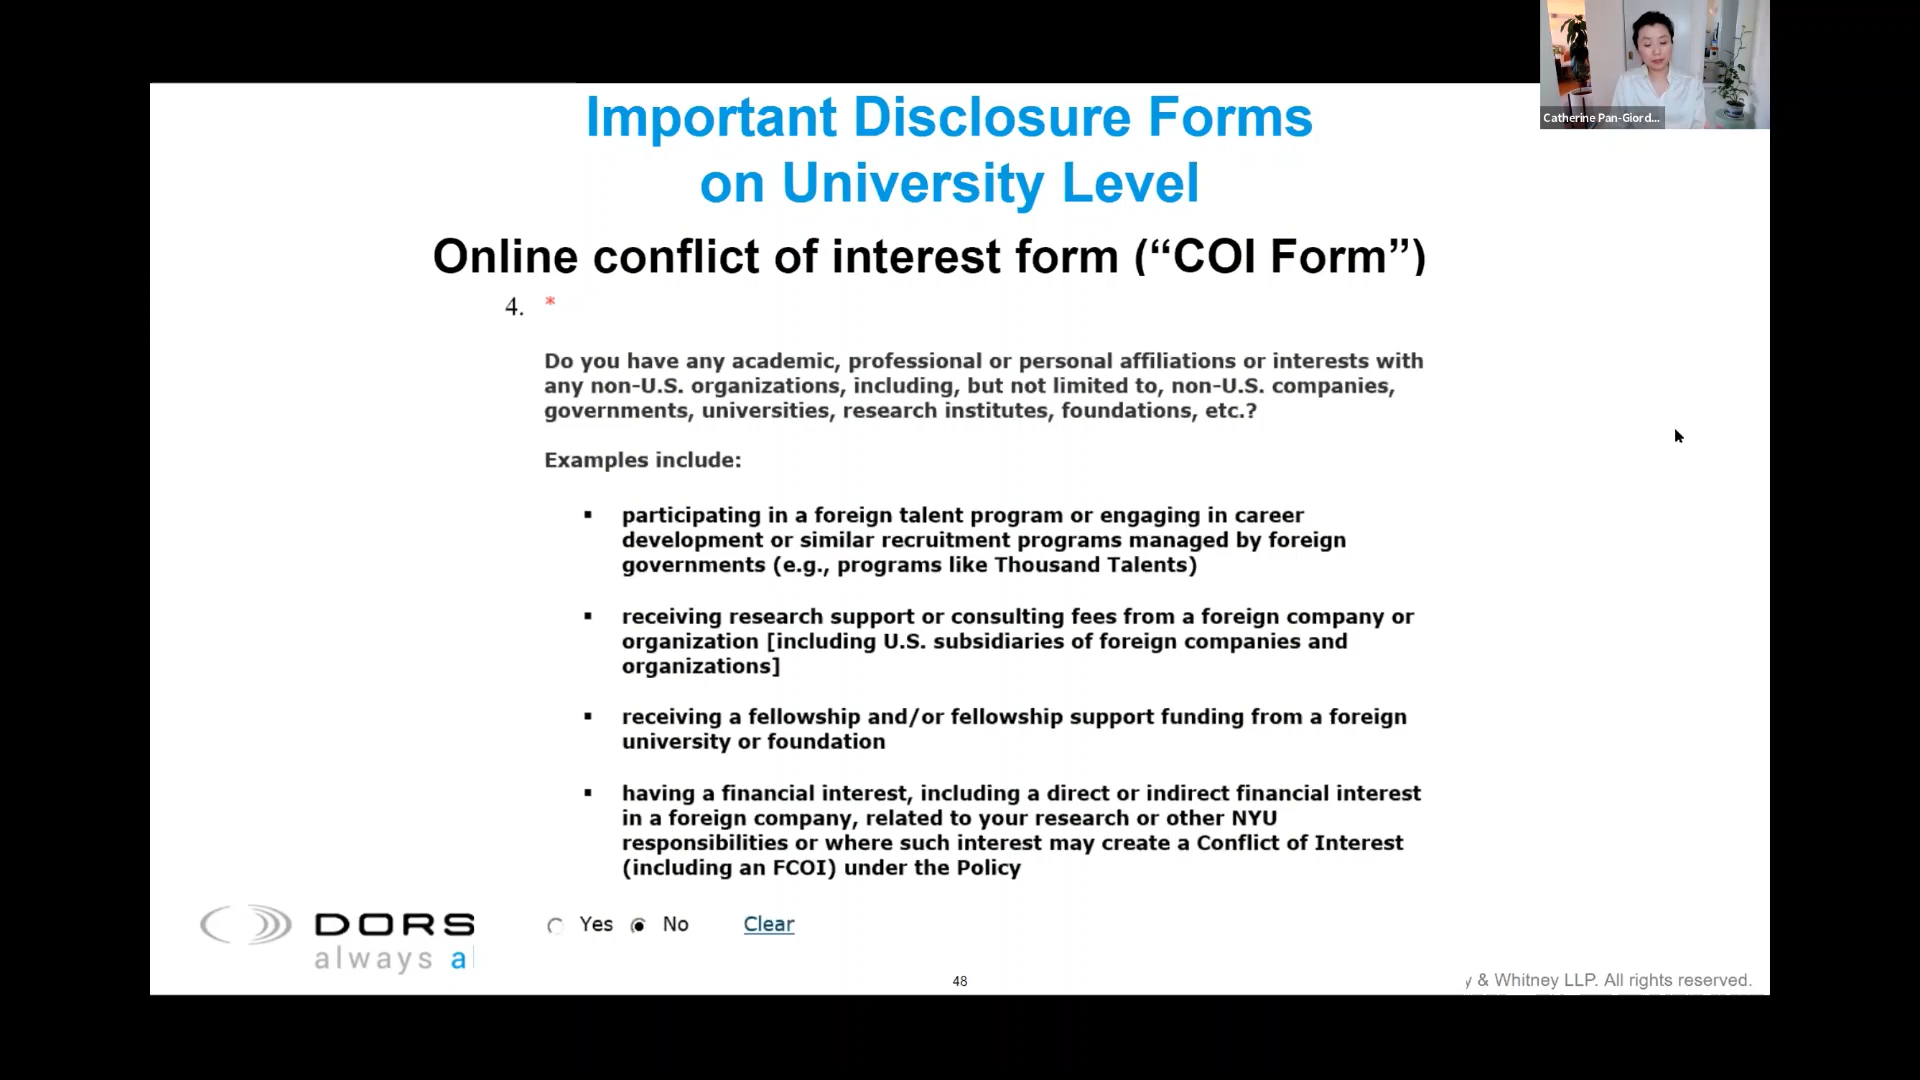 Catherine Pan-Giord...
Important Disclosure Forms
on University Level
Online conflict of interest form (“COI Form”)
4. *
Do you have any academic, professional or personal affiliations or interests with
any non-U.S. organizations, including, but not limited to, non-U.S. companies,
governments, universities, research institutes, foundations, etc.?
Examples include:
▪ participating in a foreign talent program or engaging in career
development or similar recruitment programs managed by foreign
governments (e.g., programs like Thousand Talents)
▪ receiving research support or consulting fees from a foreign company or
organization [including U.S. subsidiaries of foreign companies and
organizations]
▪ receiving a fellowship and/or fellowship support funding from a foreign
university or foundation
▪ having a financial interest, including a direct or indirect financial interest
in a foreign company, related to your research or other NYU
responsibilities or where such interest may create a Conflict of Interest
(including an FCOI) under the Policy
Yes No Clear
DORS
always a
48
y & Whitney LLP. All rights reserved.